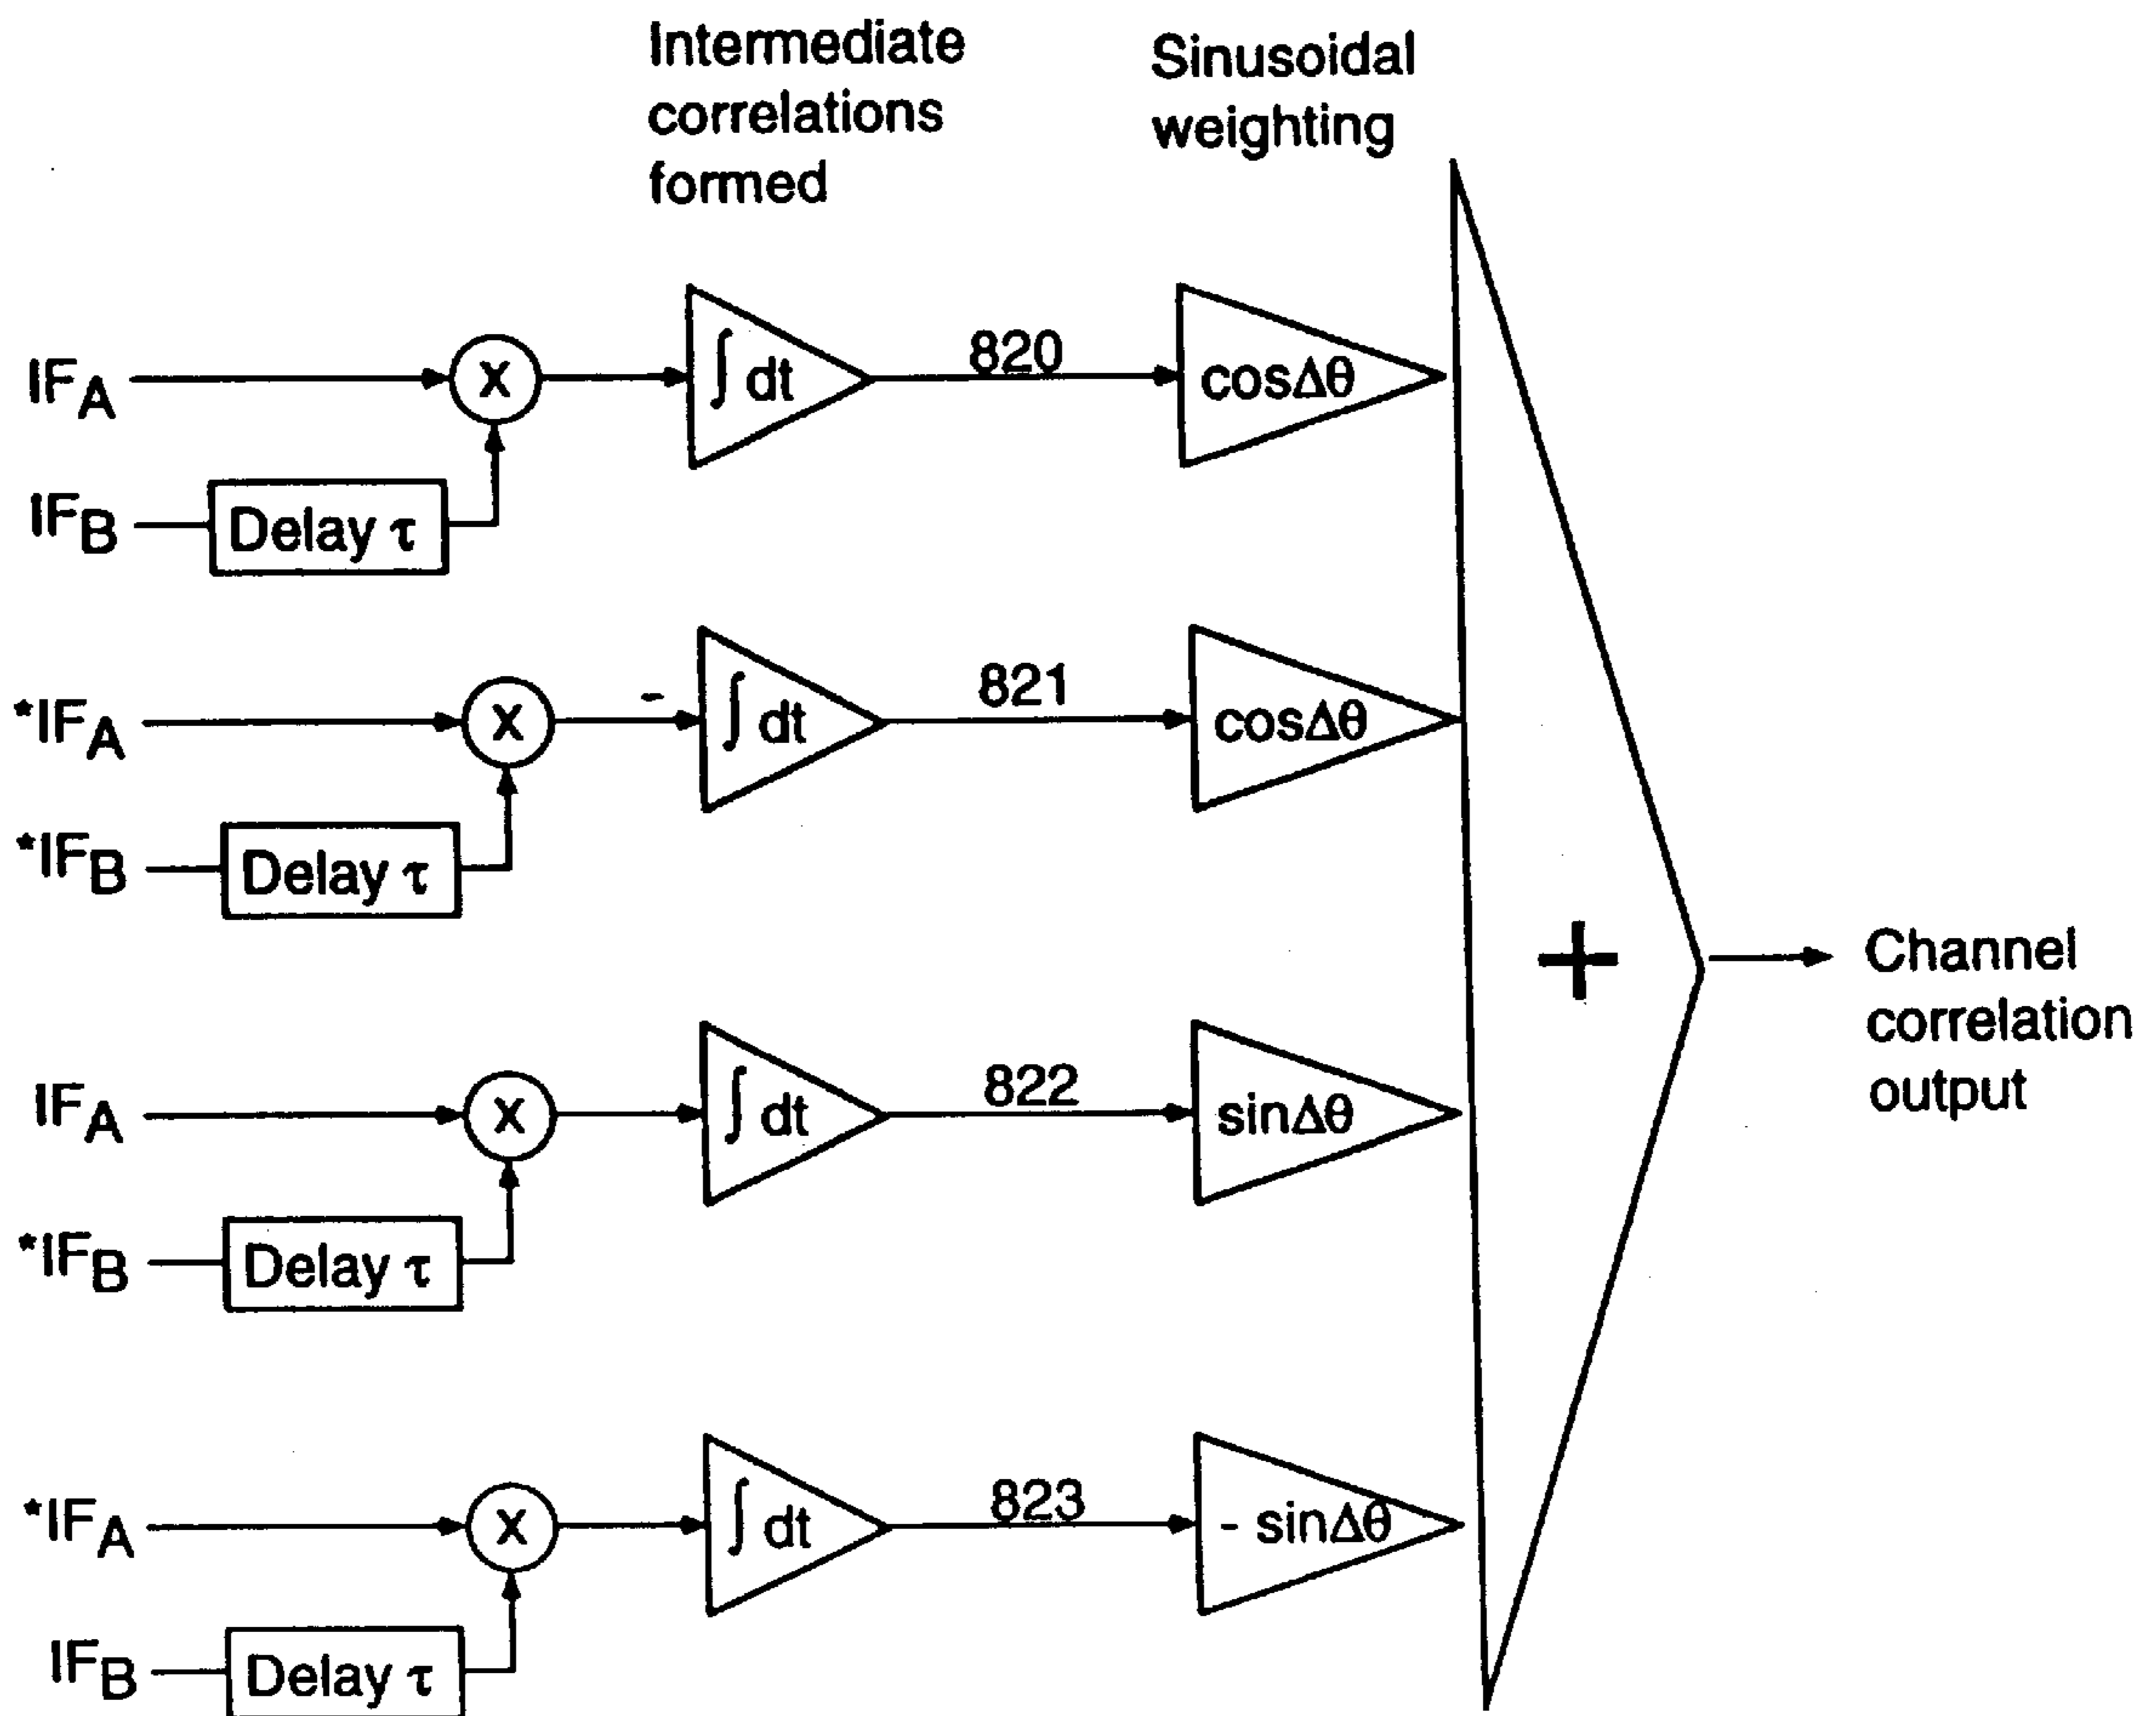 Intermediate
correlations
formed
Sinusoidal
weighting
IFA
X
∫ dt
820
cosΔθ
IFB
Delay τ
*IFA
X
-
∫ dt
821
cosΔθ
*IFB
Delay τ
+
Channel
correlation
output
IFA
X
∫ dt
822
sinΔθ
*IFB
Delay τ
*IFA
X
∫ dt
823
- sinΔθ
IFB
Delay τ